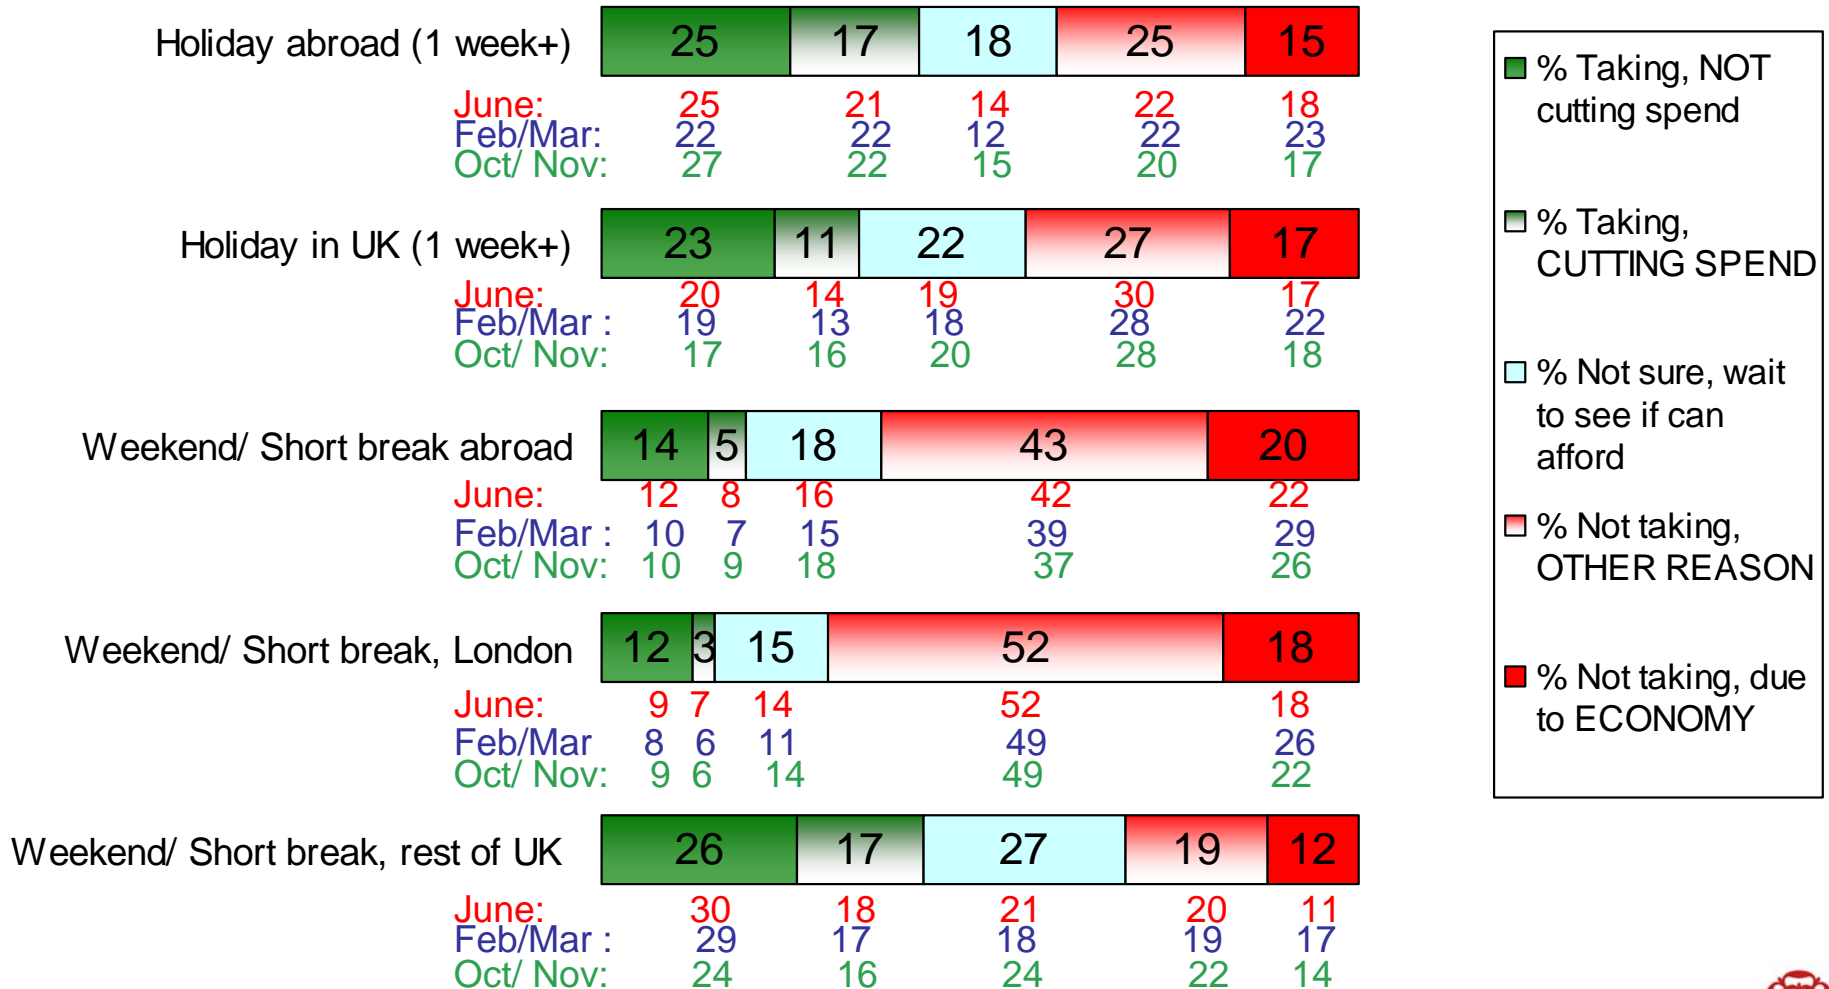 Holiday abroad (1 week+) 25 17 18 25 15
June: 25 21 14 22 18
Feb/Mar: 22 22 12 22 23
Oct/ Nov: 27 22 15 20 17
Holiday in UK (1 week+) 23 11 22 27 17
June: 20 14 19 30 17
Feb/Mar : 19 13 18 28 22
Oct/ Nov: 17 16 20 28 18
Weekend/ Short break abroad 14 5 18 43 20
June: 12 8 16 42 22
Feb/Mar : 10 7 15 39 29
Oct/ Nov: 10 9 18 37 26
Weekend/ Short break, London 12 3 15 52 18
June: 9 7 14 52 18
Feb/Mar 8 6 11 49 26
Oct/ Nov: 9 6 14 49 22
Weekend/ Short break, rest of UK 26 17 27 19 12
June: 30 18 21 20 11
Feb/Mar : 29 17 18 19 17
Oct/ Nov: 24 16 24 22 14
% Taking, NOT
cutting spend
% Taking,
CUTTING SPEND
% Not sure, wait
to see if can
afford
% Not taking,
OTHER REASON
% Not taking, due
to ECONOMY